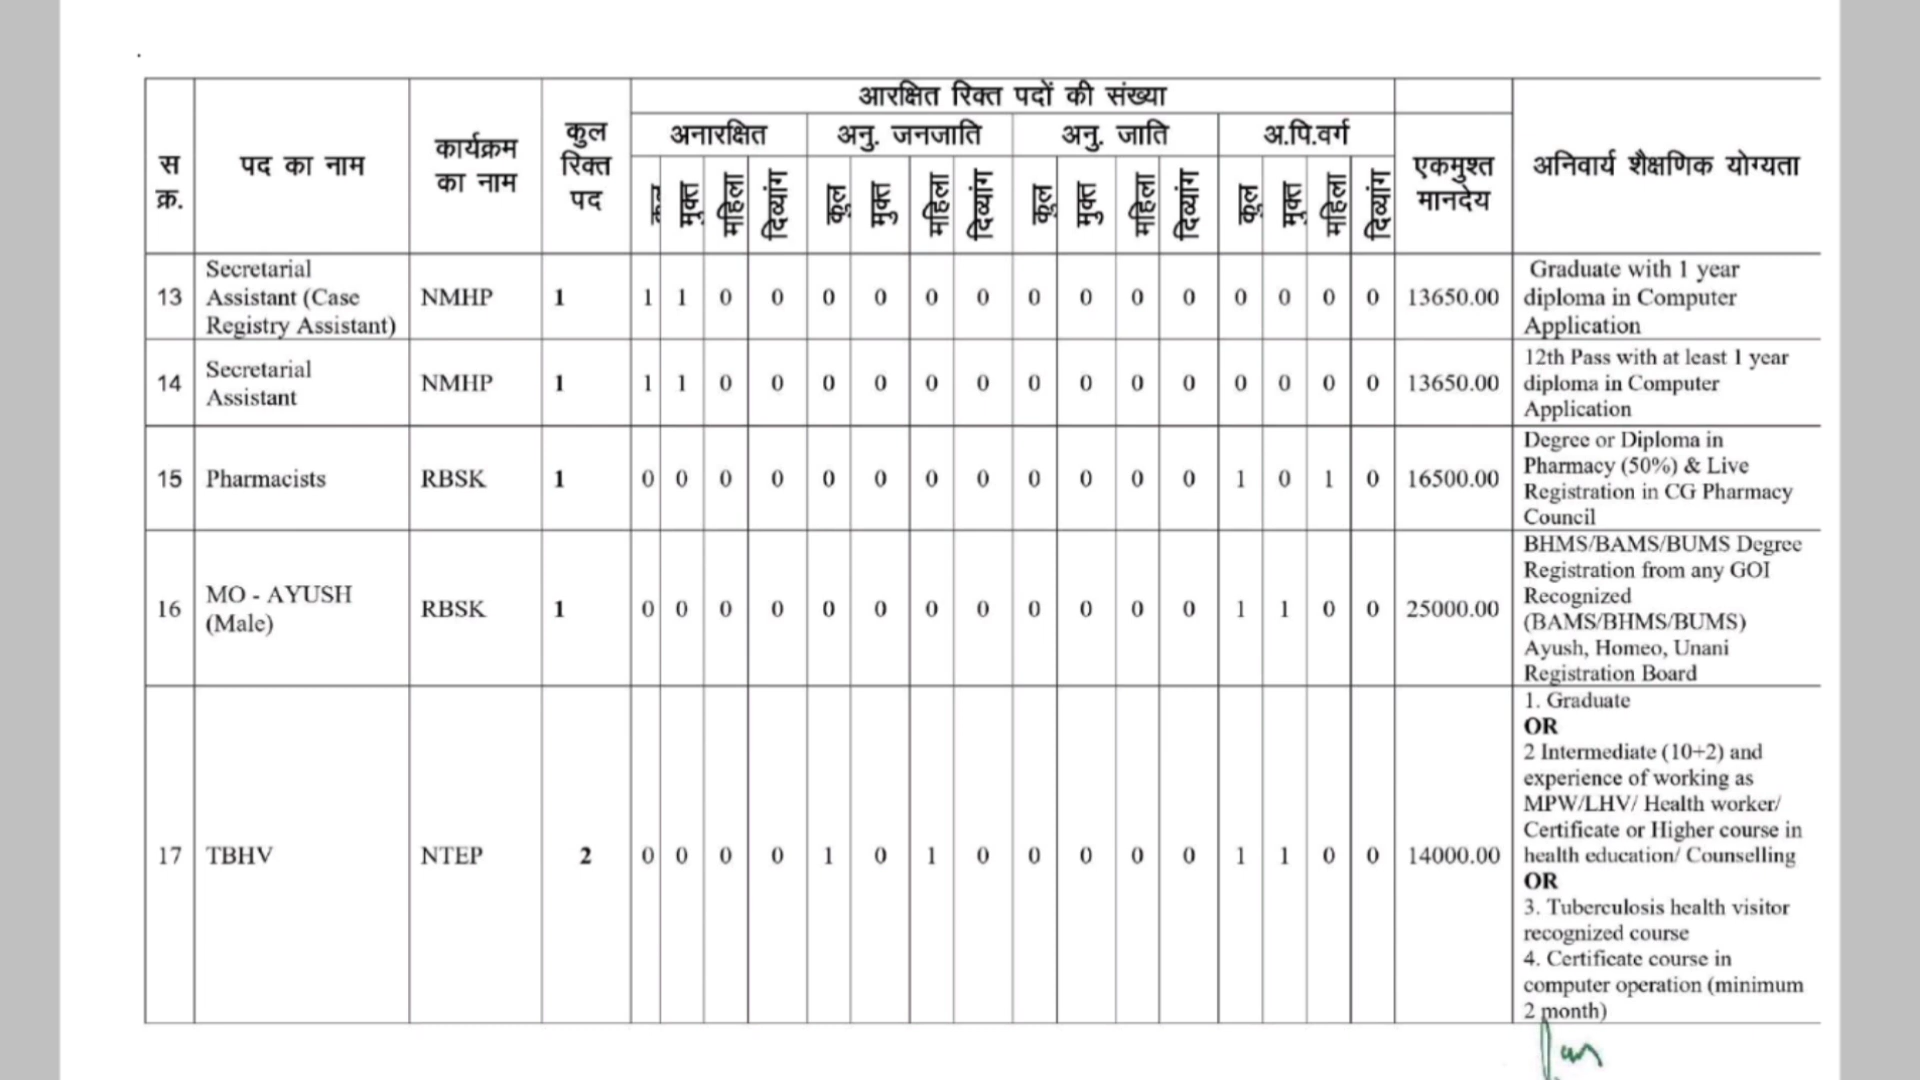 आरक्षित रिक्त पदों की संख्या
स क्र. पद का नाम कार्यक्रम का नाम कुल रिक्त पद अनारक्षित अनु. जनजाति अनु. जाति अ.पि.वर्ग एकमुश्त मानदेय अनिवार्य शैक्षणिक योग्यता
मुक्त महिला दिव्यांग कूल मुक्त महिला दिव्यांग कूल मुक्त महिला दिव्यांग कूल मुक्त महिला दिव्यांग
Secretarial Graduate with 1 year
13 Assistant (Case NMHP 1 1 1 0 0 0 0 0 0 0 0 0 0 0 0 0 0 13650.00 diploma in Computer
Registry Assistant) Application
Secretarial 12th Pass with at least 1 year
14 NMHP 1 1 1 0 0 0 0 0 0 0 0 0 0 0 0 0 0 13650.00 diploma in Computer
Assistant Application
Degree or Diploma in
Pharmacy (50%) & Live
15 Pharmacists RBSK 1 0 0 0 0 0 0 0 0 0 0 0 0 1 0 1 0 16500.00
Registration in CG Pharmacy
Council
BHMS/BAMS/BUMS Degree
Registration from any GOI
MO - AYUSH Recognized
16 RBSK 1 0 0 0 0 0 0 0 0 0 0 0 0 1 1 0 0 25000.00
(Male) (BAMS/BHMS/BUMS)
Ayush, Homeo, Unani
Registration Board
1. Graduate
OR
2 Intermediate (10+2) and
experience of working as
MPW/LHV/ Health worker/
Certificate or Higher course in
17 TBHV NTEP 2 0 0 0 0 1 0 1 0 0 0 0 0 1 1 0 0 14000.00 health education/ Counselling
OR
3. Tuberculosis health visitor
recognized course
4. Certificate course in
computer operation (minimum
2 month)